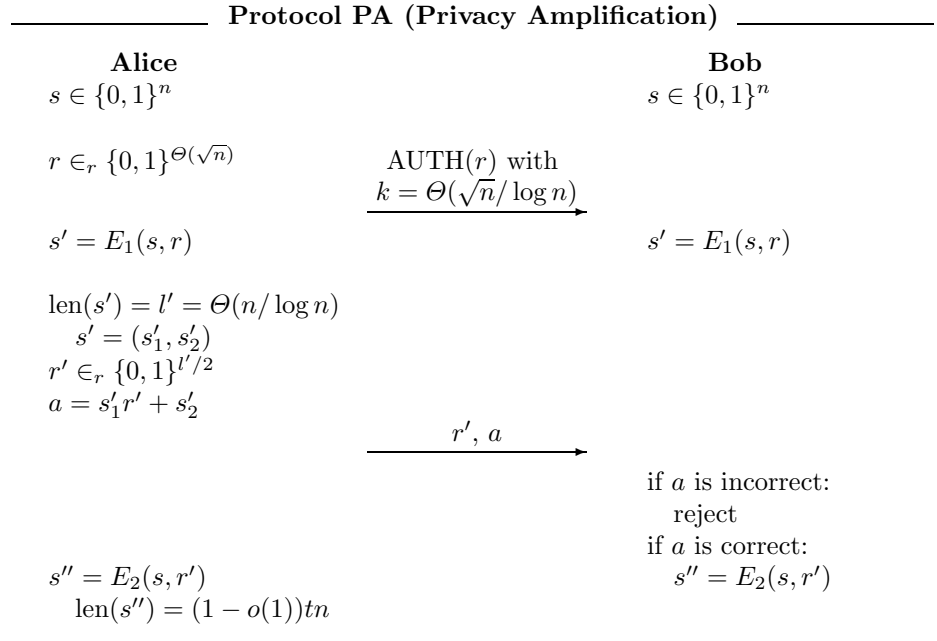 Protocol PA (Privacy Amplification)
Alice Bob
s ∈ {0, 1}^n s ∈ {0, 1}^n
r ∈_r {0, 1}^{Θ(√n)} AUTH(r) with
k = Θ(√n/ log n)
s′ = E_1(s, r) s′ = E_1(s, r)
len(s′) = l′ = Θ(n/ log n)
s′ = (s′_1, s′_2)
r′ ∈_r {0, 1}^{l′/2}
a = s′_1r′ + s′_2
r′, a
if a is incorrect:
reject
if a is correct:
s′′ = E_2(s, r′) s′′ = E_2(s, r′)
len(s′′) = (1 − o(1))tn